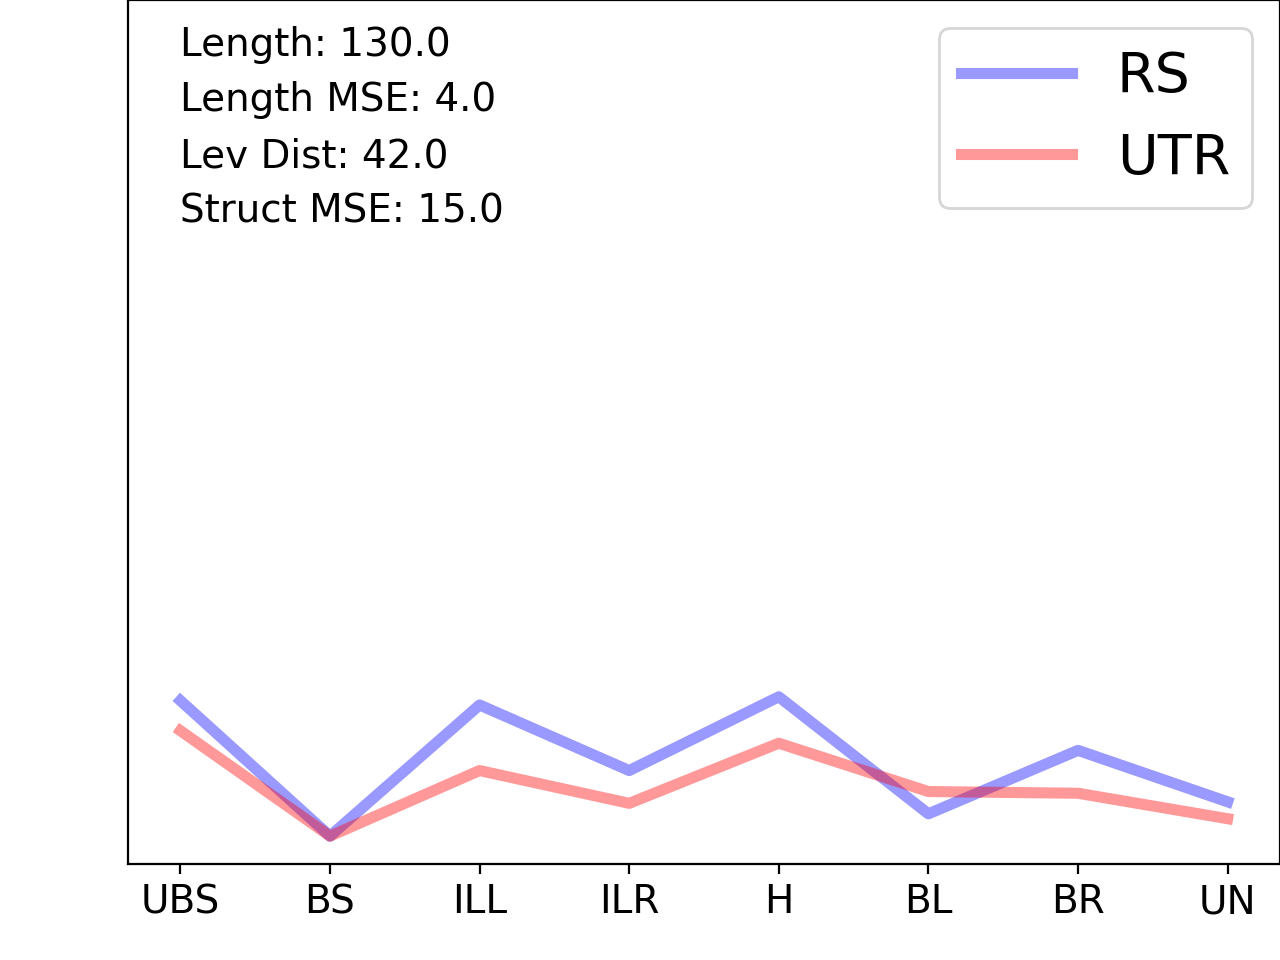 Length: 130.0
Length MSE: 4.0
Lev Dist: 42.0
Struct MSE: 15.0
RS
UTR
UBS BS ILL ILR H BL BR UN